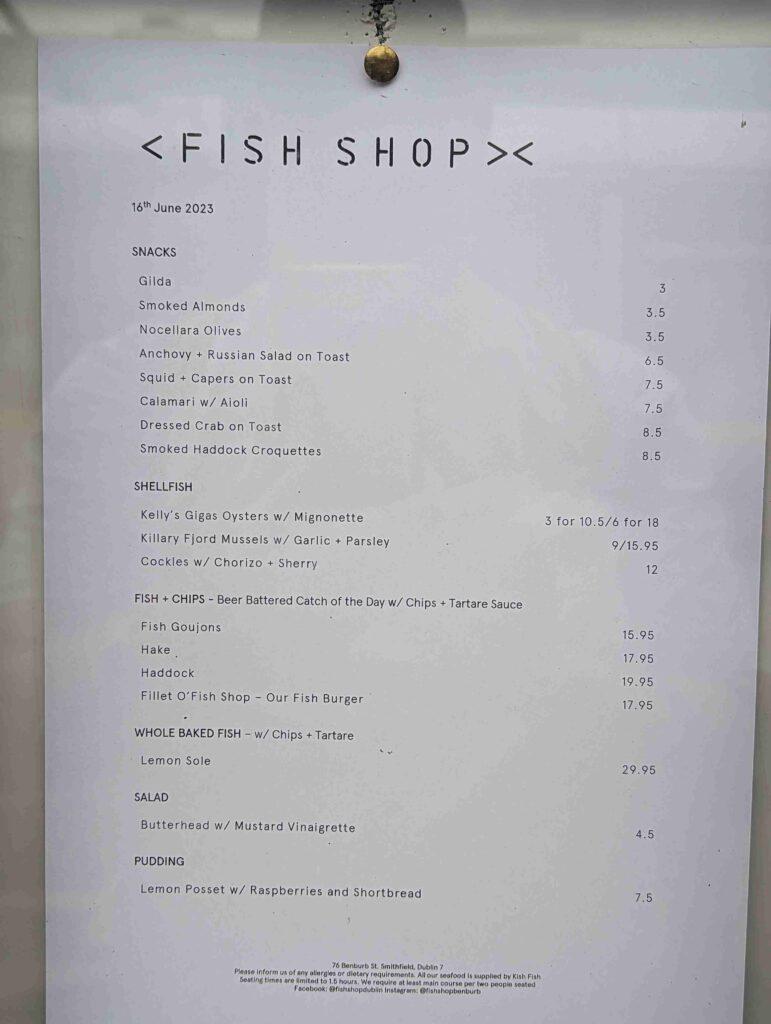 <FISH SHOP><
16th June 2023
SNACKS
Gilda 3
Smoked Almonds 3.5
Nocellara Olives 3.5
Anchovy + Russian Salad on Toast 6.5
Squid + Capers on Toast 7.5
Calamari w/ Aioli 7.5
Dressed Crab on Toast 8.5
Smoked Haddock Croquettes 8.5
SHELLFISH
Kelly's Gigas Oysters w/ Mignonette 3 for 10.5/6 for 18
Killary Fjord Mussels w/ Garlic + Parsley 9/15.95
Cockles w/ Chorizo + Sherry 12
FISH + CHIPS - Beer Battered Catch of the Day w/ Chips + Tartare Sauce
Fish Goujons 15.95
Hake 17.95
Haddock 19.95
Fillet O'Fish Shop – Our Fish Burger 17.95
WHOLE BAKED FISH – w/ Chips + Tartare
Lemon Sole 29.95
SALAD
Butterhead w/ Mustard Vinaigrette 4.5
PUDDING
Lemon Posset w/ Raspberries and Shortbread 7.5
76 Benburb St. Smithfield, Dublin 7
Please inform us of any allergies or dietary requirements. All our seafood is supplied by Kish Fish
Seating times are limited to 1.5 hours. We require at least main course per two people seated
Facebook: @fishshopdublin Instagram: @fishshopbenburb